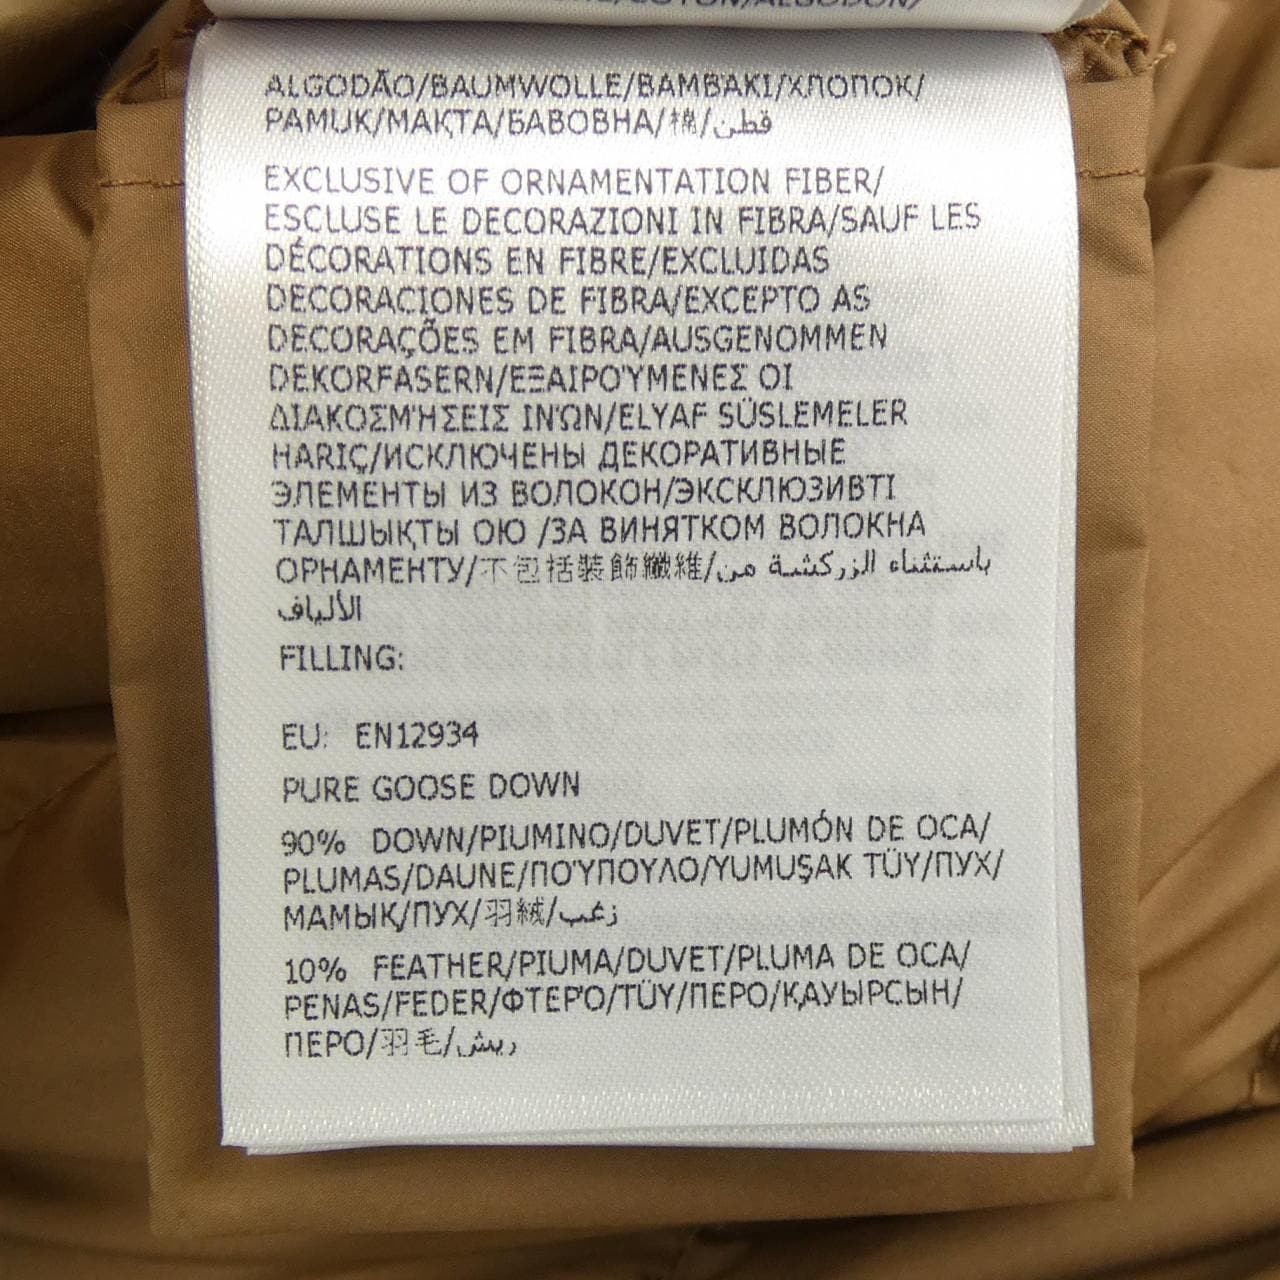 COTON/ALGODÓN/
ALGODÃO/BAUMWOLLE/BAMBAKI/ХЛОПОК/
PAMUK/МАҚТА/БАВОВНА/棉/قطن
EXCLUSIVE OF ORNAMENTATION FIBER/
ESCLUSE LE DECORAZIONI IN FIBRA/SAUF LES
DÉCORATIONS EN FIBRE/EXCLUIDAS
DECORACIONES DE FIBRA/EXCEPTO AS
DECORAÇÕES EM FIBRA/AUSGENOMMEN
DEKORFASERN/ΕΞΑΙΡΟΎΜΕΝΕΣ ΟΙ
ΔΙΑΚΟΣΜΉΣΕΙΣ ΙΝΏΝ/ELYAF SÜSLEMELER
HARIÇ/ИСКЛЮЧЕНЫ ДЕКОРАТИВНЫЕ
ЭЛЕМЕНТЫ ИЗ ВОЛОКОН/ЭКСКЛЮЗИВТІ
ТАЛШЫҚТЫ ОЮ /ЗА ВИНЯТКОМ ВОЛОКНА
ОРНАМЕНТУ/不包括裝飾纖維/باستثناء الزركشة من
الألياف
FILLING:
EU: EN12934
PURE GOOSE DOWN
90% DOWN/PIUMINO/DUVET/PLUMÓN DE OCA/
PLUMAS/DAUNE/ΠΟΎΠΟΥΛΟ/YUMUŞAK TÜY/ПУХ/
МАМЫҚ/ПУХ/羽絨/زغب
10% FEATHER/PIUMA/DUVET/PLUMA DE OCA/
PENAS/FEDER/ΦΤΕΡΌ/TÜY/ПЕРО/ҚАУЫРСЫН/
ПЕРО/羽毛/ريش